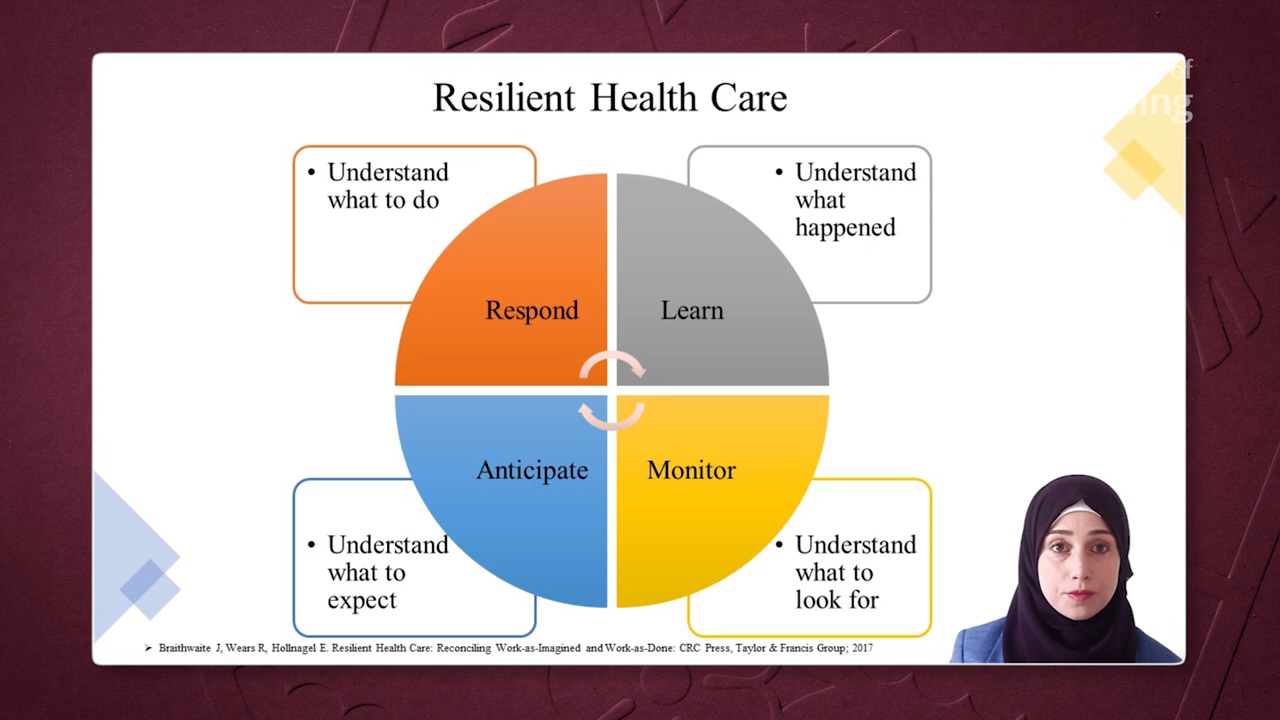 Resilient Health Care
• Understand
what to do
• Understand
what
happened
Respond
Learn
Anticipate
Monitor
• Understand
what to
expect
• Understand
what to
look for
➢ Braithwaite J, Wears R, Hollnagel E. Resilient Health Care: Reconciling Work-as-Imagined and Work-as-Done: CRC Press, Taylor & Francis Group; 2017